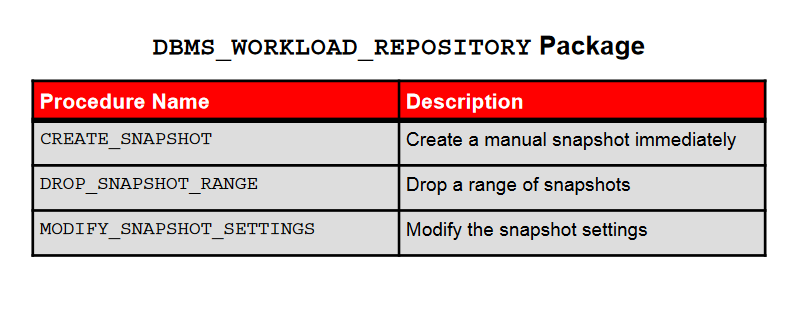 DBMS_WORKLOAD_REPOSITORY Package
Procedure Name Description
CREATE_SNAPSHOT Create a manual snapshot immediately
DROP_SNAPSHOT_RANGE Drop a range of snapshots
MODIFY_SNAPSHOT_SETTINGS Modify the snapshot settings